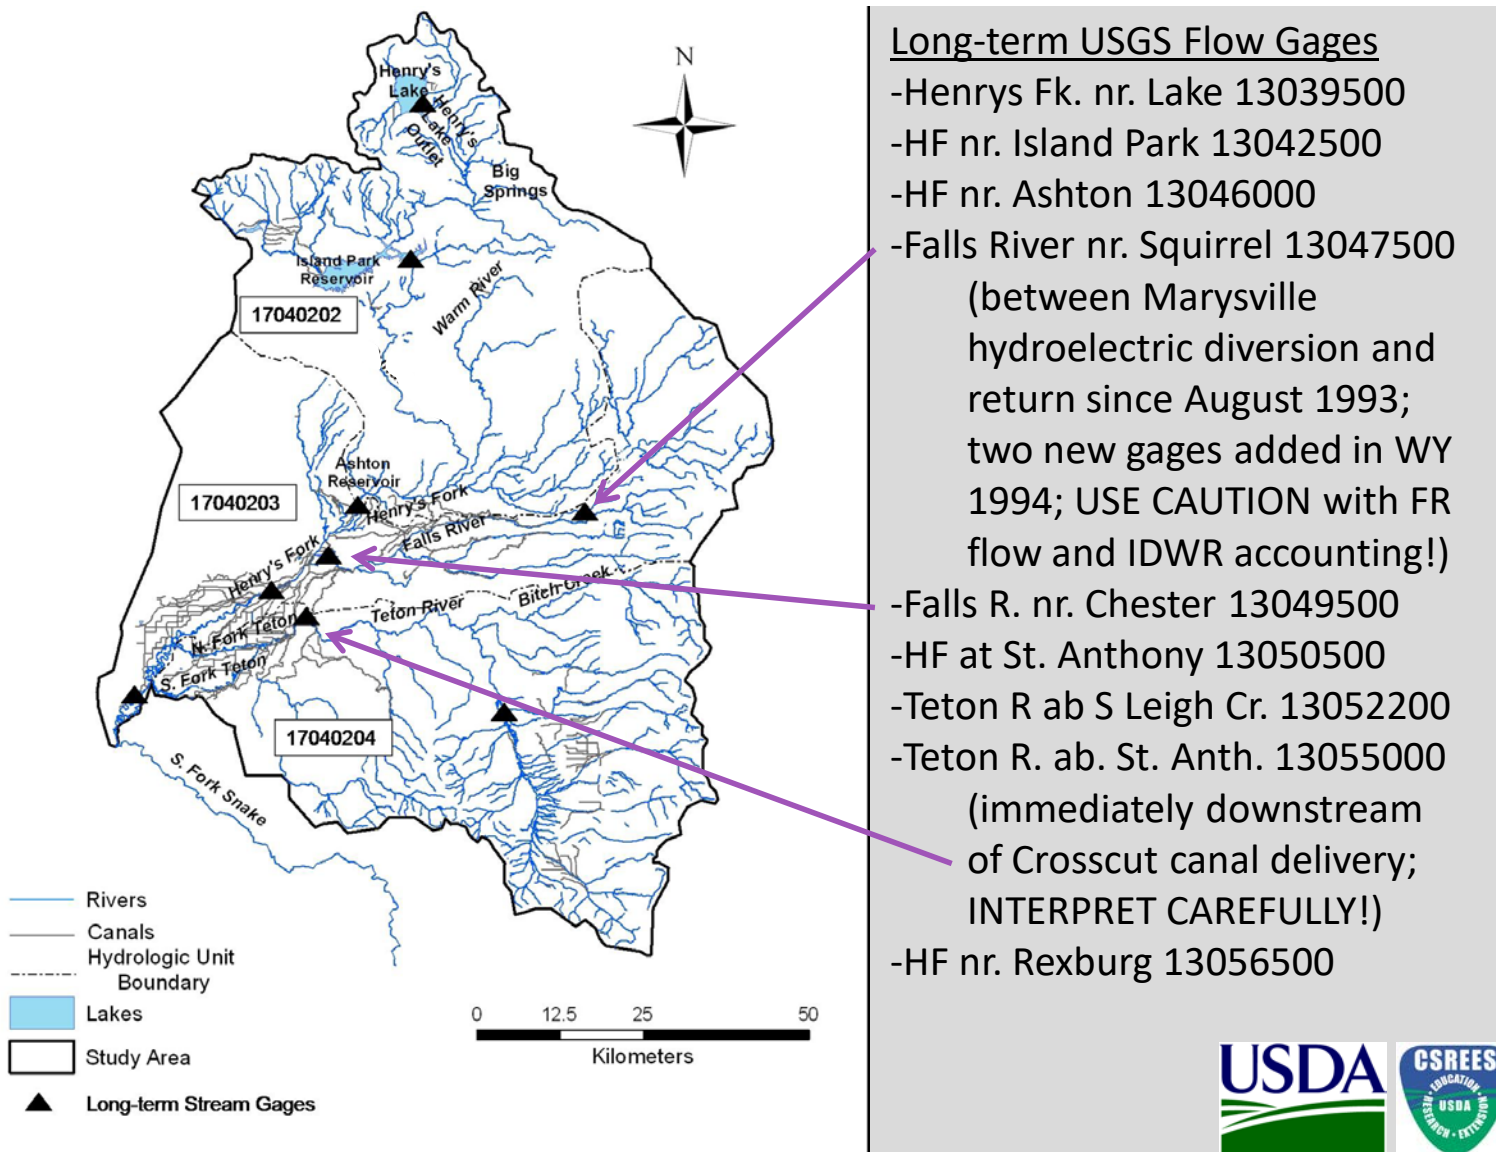 Henry's
Lake
Henry's
Lake
Outlet
Big
Springs
N
Island Park
Reservoir
17040202
Warm River
Ashton
Reservoir
17040203
Henry's Fork
Falls River
Henry's Fork
Bitch Creek
Teton River
N. Fork Teton
S. Fork Teton
17040204
S. Fork Snake
Rivers
Canals
Hydrologic Unit
Boundary
Lakes
Study Area
Long-term Stream Gages
0 12.5 25 50
Kilometers
Long-term USGS Flow Gages
-Henrys Fk. nr. Lake 13039500
-HF nr. Island Park 13042500
-HF nr. Ashton 13046000
-Falls River nr. Squirrel 13047500
(between Marysville
hydroelectric diversion and
return since August 1993;
two new gages added in WY
1994; USE CAUTION with FR
flow and IDWR accounting!)
-Falls R. nr. Chester 13049500
-HF at St. Anthony 13050500
-Teton R ab S Leigh Cr. 13052200
-Teton R. ab. St. Anth. 13055000
(immediately downstream
of Crosscut canal delivery;
INTERPRET CAREFULLY!)
-HF nr. Rexburg 13056500
USDA
CSREES
EDUCATION
USDA
RESEARCH • EXTENSION